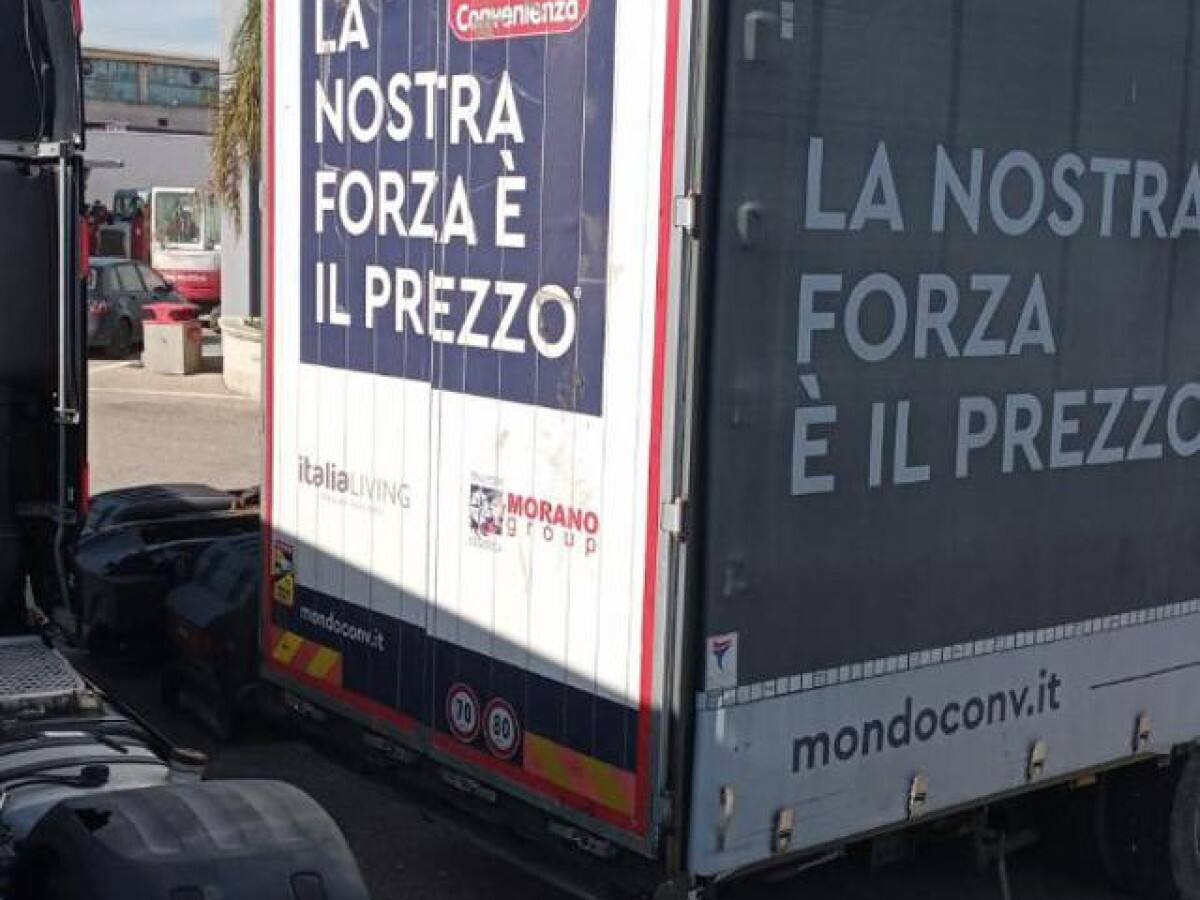 Convenienza
LA
NOSTRA
FORZA È
IL PREZZO
italiaLIVING
MORANO
group
mondoconv.it
70
80
LA NOSTRA
FORZA
È IL PREZZO
mondoconv.it